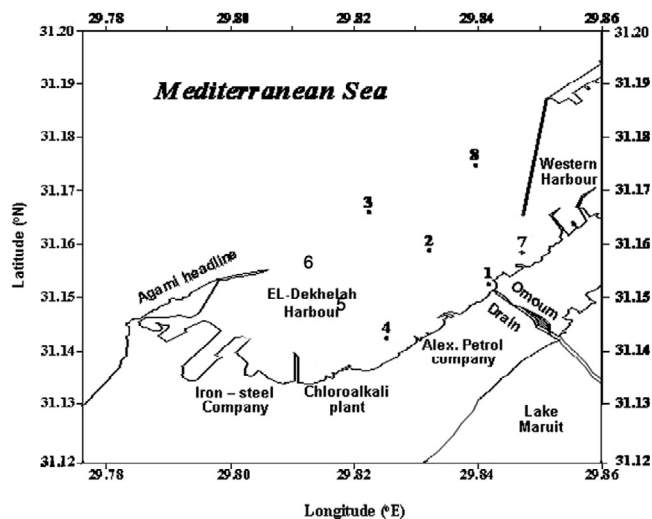 29.78 29.80 29.82 29.84 29.86
31.20 31.20
Mediterranean Sea
31.19 31.19
31.18 31.18
8
Western
Harbour
31.17 31.17
3
2
7
31.16 31.16
6
Agami headline
1
EL-Dekhelah
Harbour
5
Omoum
Drain
31.15 31.15
4
Alex. Petrol
company
31.14 31.14
Iron – steel
Company
Chloroalkali
plant
31.13 31.13
Lake
Maruit
31.12 31.12
29.78 29.80 29.82 29.84 29.86
Latitude (ºN)
Longitude (ºE)